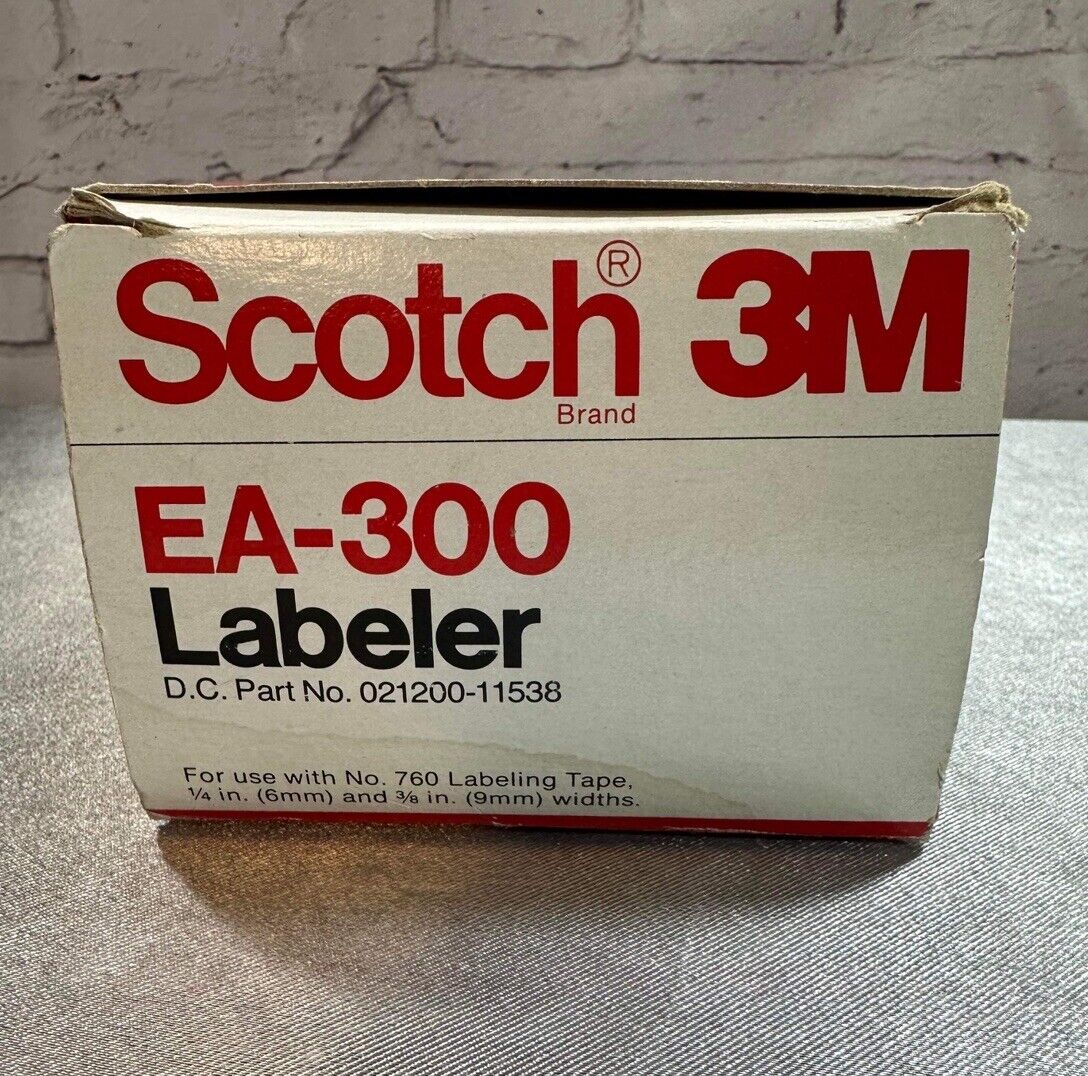 Scotch® 3M
Brand
EA-300
Labeler
D.C. Part No. 021200-11538
For use with No. 760 Labeling Tape,
¼ in. (6mm) and ⅜ in. (9mm) widths.